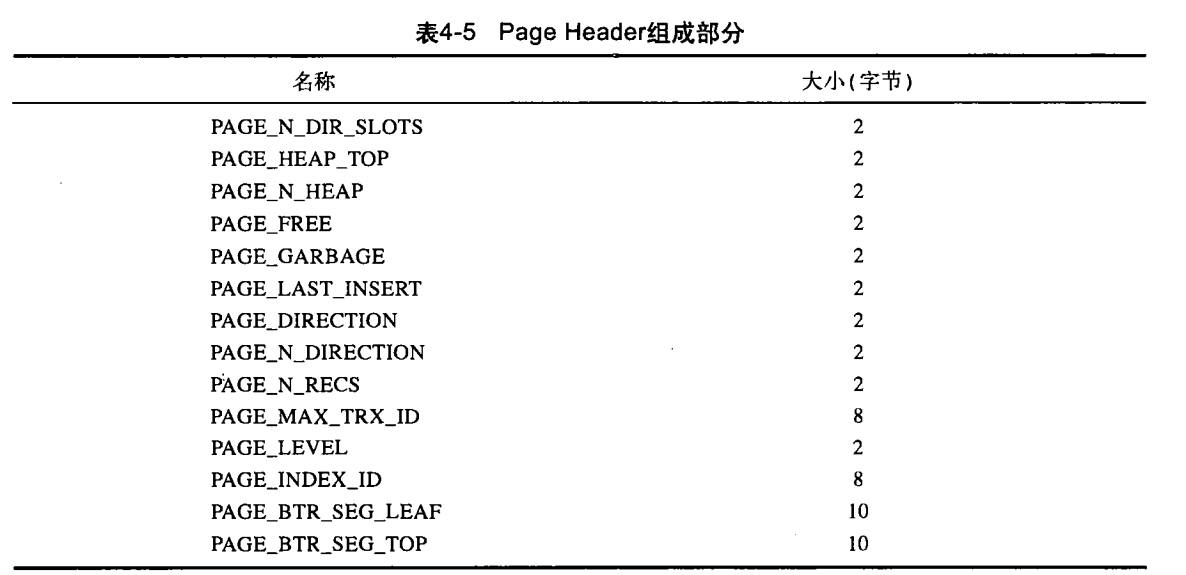 表4-5 Page Header组成部分
名称 大小(字节)
PAGE_N_DIR_SLOTS 2
PAGE_HEAP_TOP 2
PAGE_N_HEAP 2
PAGE_FREE 2
PAGE_GARBAGE 2
PAGE_LAST_INSERT 2
PAGE_DIRECTION 2
PAGE_N_DIRECTION 2
PAGE_N_RECS 2
PAGE_MAX_TRX_ID 8
PAGE_LEVEL 2
PAGE_INDEX_ID 8
PAGE_BTR_SEG_LEAF 10
PAGE_BTR_SEG_TOP 10